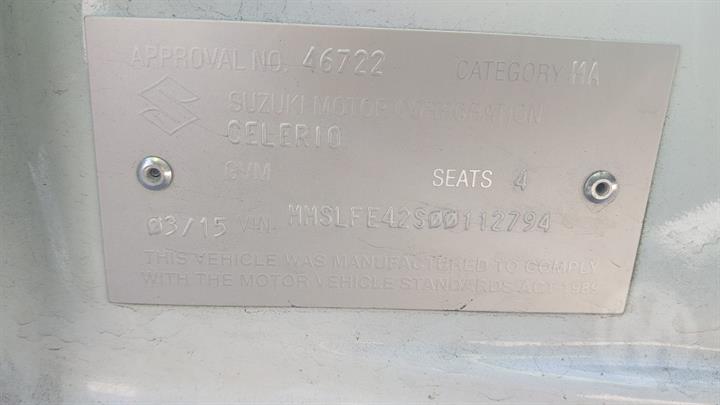 APPROVAL NO. 46722 CATEGORY MA
SUZUKI MOTOR CORPORATION
CELERIO
GVM SEATS 4
03/15 VIN. MMSLFE42S00112794
THIS VEHICLE WAS MANUFACTURED TO COMPLY
WITH THE MOTOR VEHICLE STANDARDS ACT 1989